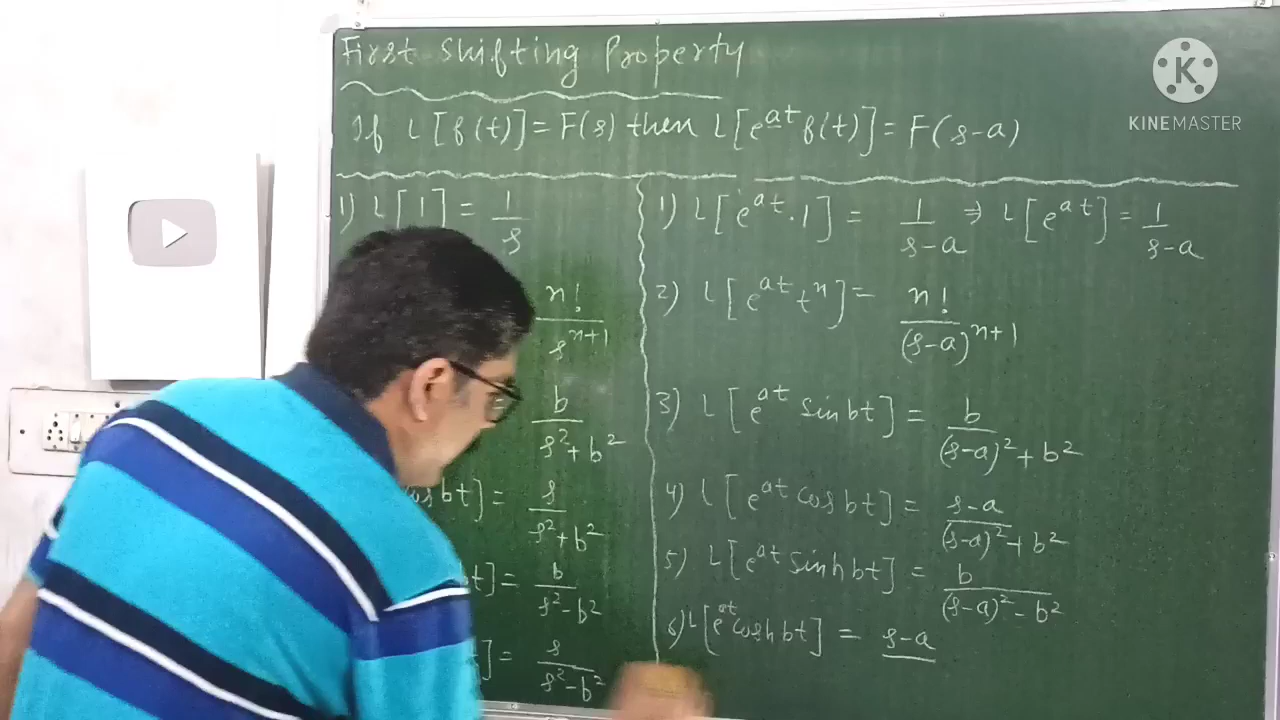 First Shifting Property
KINEMASTER
If L[f(t)] = F(s) then L[e^at f(t)] = F(s-a)
1) L[1] = 1/s
n!/s^n+1
b/s²+b²
cos bt] = s/s²+b²
t] = b/s²-b²
] = s/s²-b²
1) L[e^at . 1] = 1/s-a ⇒ L[e^at] = 1/s-a
2) L[e^at t^n] = n!/(s-a)^n+1
3) L[e^at sin bt] = b/(s-a)²+b²
4) L[e^at cos bt] = s-a/(s-a)²+b²
5) L[e^at sinh bt] = b/(s-a)²-b²
6) L[e^at cosh bt] = s-a